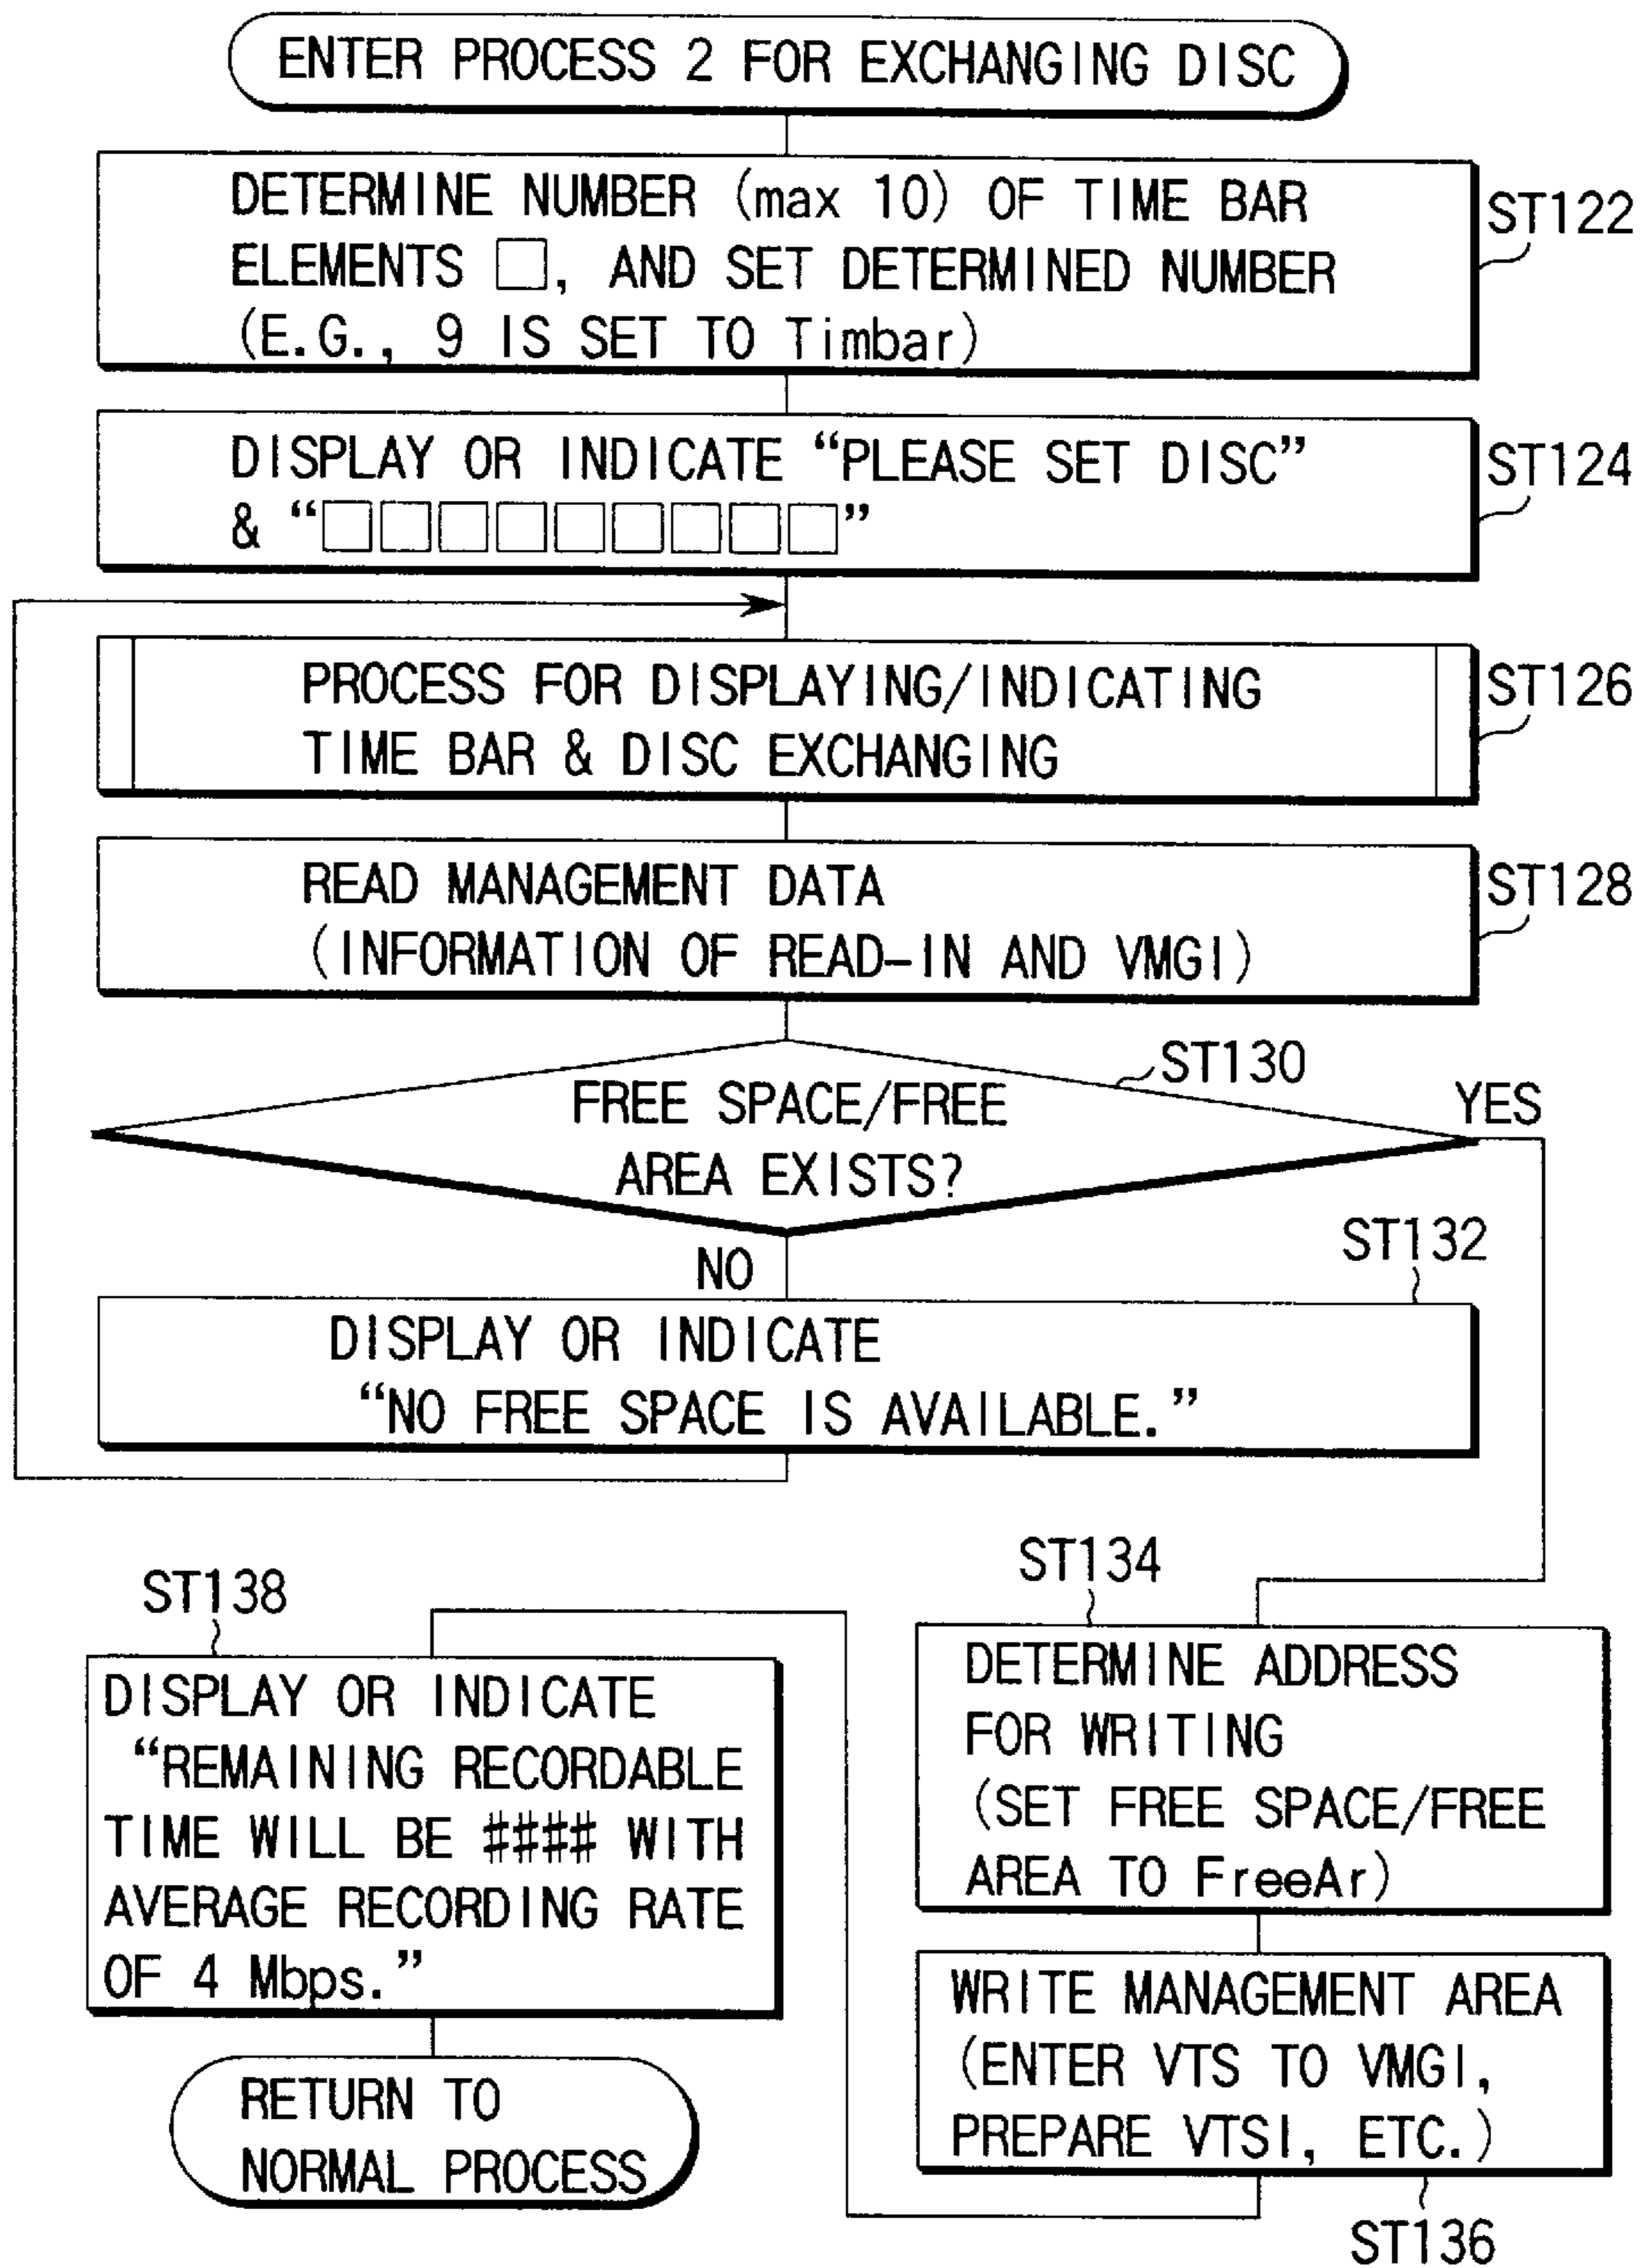 ENTER PROCESS 2 FOR EXCHANGING DISC
DETERMINE NUMBER (max 10) OF TIME BAR
ELEMENTS □, AND SET DETERMINED NUMBER
(E.G., 9 IS SET TO Timbar)
ST122
DISPLAY OR INDICATE “PLEASE SET DISC”
& “□□□□□□□□□”
ST124
PROCESS FOR DISPLAYING/INDICATING
TIME BAR & DISC EXCHANGING
ST126
READ MANAGEMENT DATA
(INFORMATION OF READ-IN AND VMGI)
ST128
ST130
FREE SPACE/FREE
AREA EXISTS?
YES
NO
ST132
DISPLAY OR INDICATE
“NO FREE SPACE IS AVAILABLE.”
ST134
DETERMINE ADDRESS
FOR WRITING
(SET FREE SPACE/FREE
AREA TO FreeAr)
WRITE MANAGEMENT AREA
(ENTER VTS TO VMGI,
PREPARE VTSI, ETC.)
ST136
ST138
DISPLAY OR INDICATE
“REMAINING RECORDABLE
TIME WILL BE #### WITH
AVERAGE RECORDING RATE
OF 4 Mbps.”
RETURN TO
NORMAL PROCESS